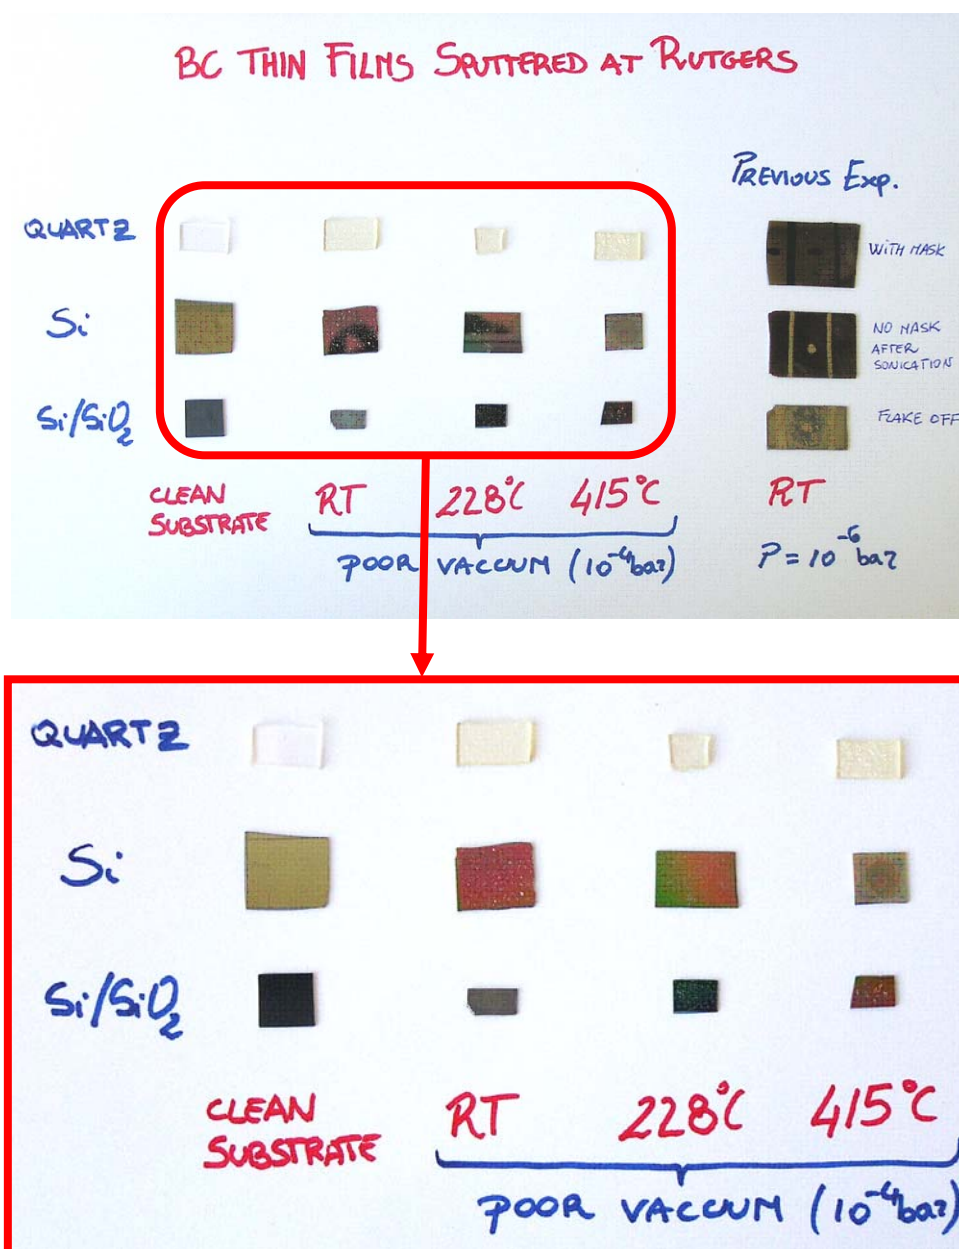 BC THIN FILMS SPUTTERED AT RUTGERS
PREVIOUS Exp.
QUARTZ
WITH MASK
Si
NO MASK
AFTER
SONICATION
Si/SiO₂
FLAKE OFF
CLEAN
SUBSTRATE
RT
228°C
415°C
RT
POOR VACCUM (10⁻⁴ bar)
P = 10⁻⁶ bar
QUARTZ
Si
Si/SiO₂
CLEAN
SUBSTRATE
RT
228°C
415°C
POOR VACCUM (10⁻⁴ bar)